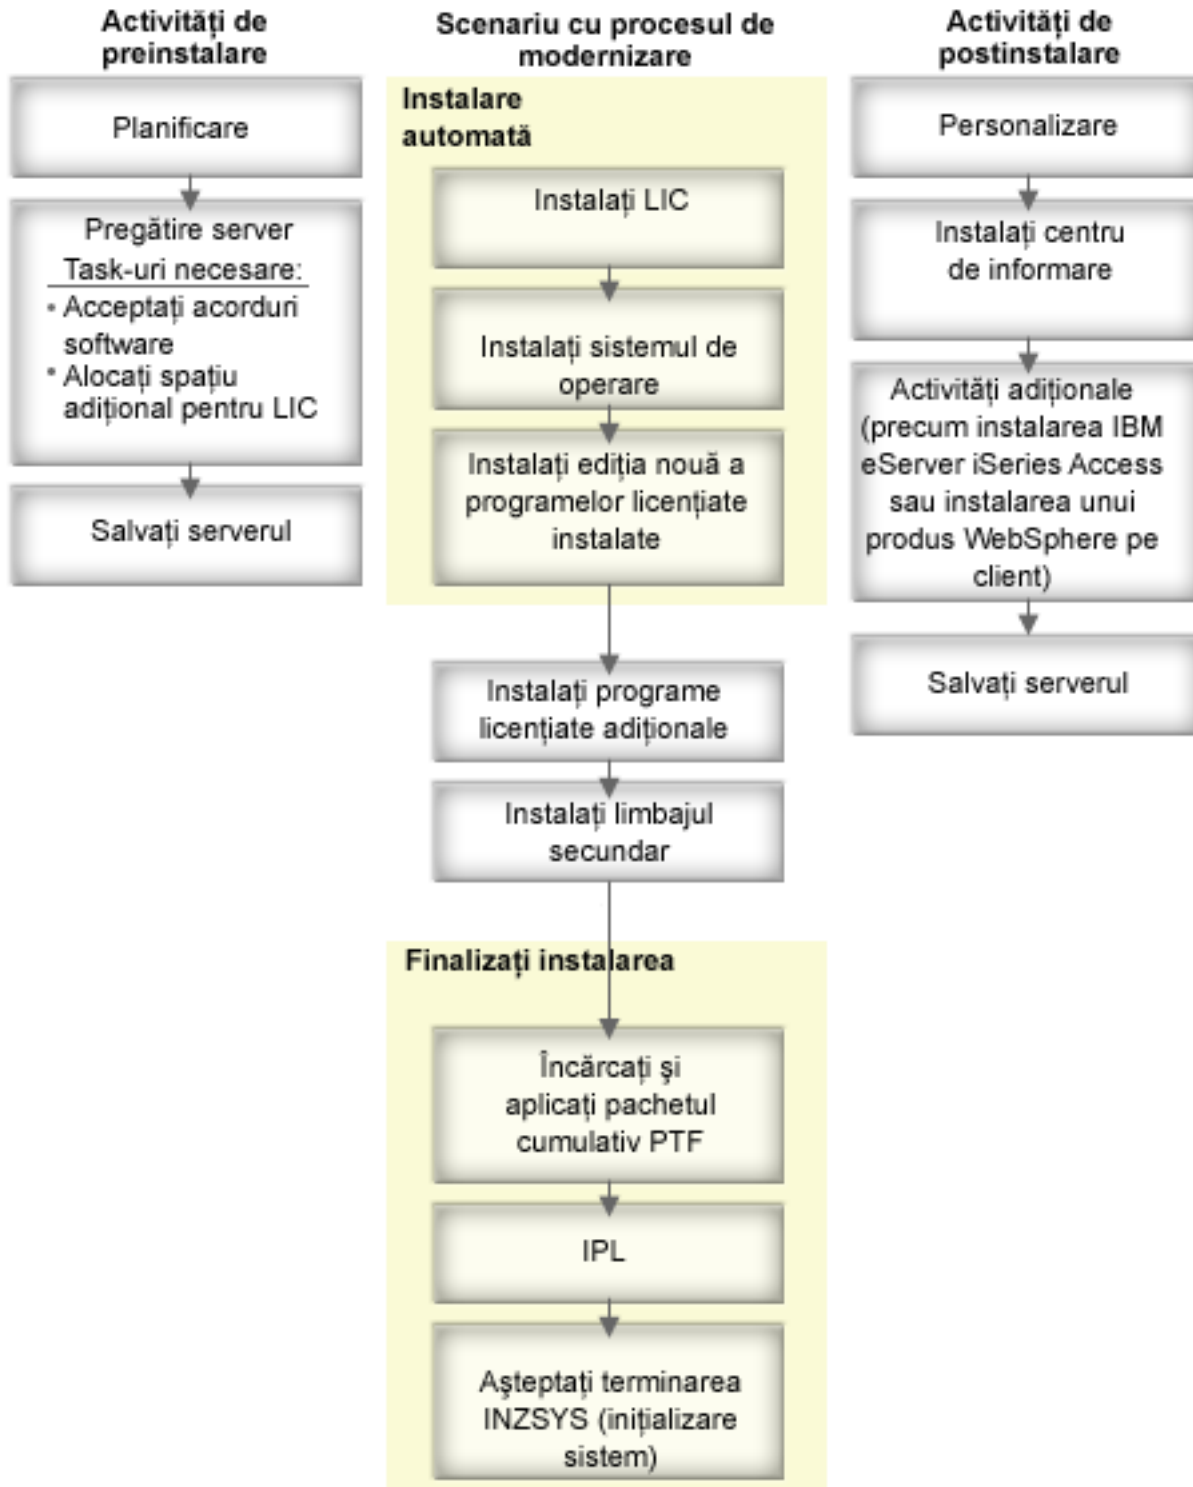 Activități de
preinstalare
Planificare
Pregătire server
Task-uri necesare:
• Acceptați acorduri
software
• Alocați spațiu
adițional pentru LIC
Salvați serverul
Scenariu cu procesul de
modernizare
Instalare
automată
Instalați LIC
Instalați sistemul de
operare
Instalați ediția nouă a
programelor licențiate
instalate
Instalați programe
licențiate adiționale
Instalați limbajul
secundar
Finalizați instalarea
Încărcați şi
aplicați pachetul
cumulativ PTF
IPL
Aşteptați terminarea
INZSYS (inițializare
sistem)
Activități de
postinstalare
Personalizare
Instalați centru
de informare
Activități adiționale
(precum instalarea IBM
eServer iSeries Access
sau instalarea unui
produs WebSphere pe
client)
Salvați serverul